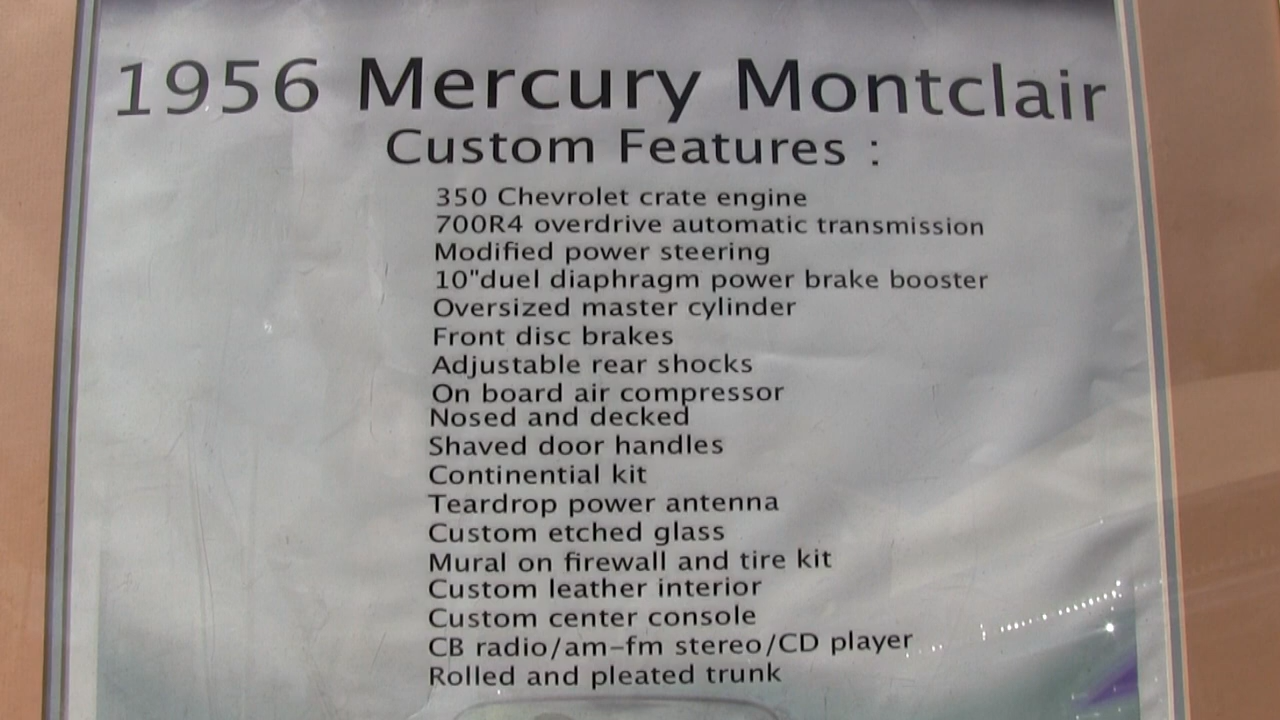 1956 Mercury Montclair
Custom Features :
350 Chevrolet crate engine
700R4 overdrive automatic transmission
Modified power steering
10"duel diaphragm power brake booster
Oversized master cylinder
Front disc brakes
Adjustable rear shocks
On board air compressor
Nosed and decked
Shaved door handles
Continential kit
Teardrop power antenna
Custom etched glass
Mural on firewall and tire kit
Custom leather interior
Custom center console
CB radio/am-fm stereo/CD player
Rolled and pleated trunk